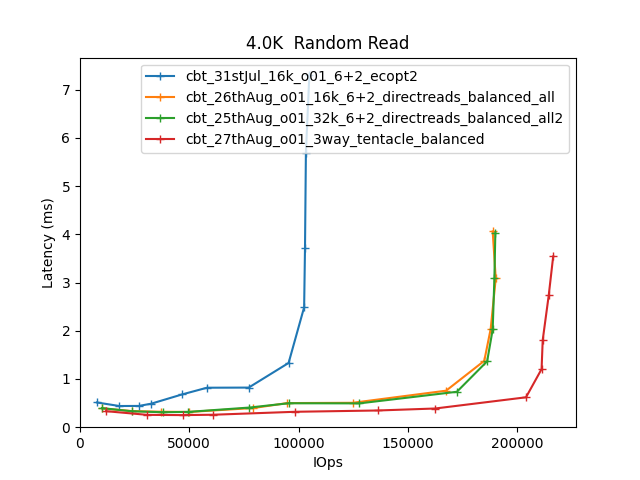 4.0K  Random Read
cbt_31stJul_16k_o01_6+2_ecopt2
cbt_26thAug_o01_16k_6+2_directreads_balanced_all
cbt_25thAug_o01_32k_6+2_directreads_balanced_all2
cbt_27thAug_o01_3way_tentacle_balanced
Latency (ms)
7
6
5
4
3
2
1
0
0 50000 100000 150000 200000
IOps